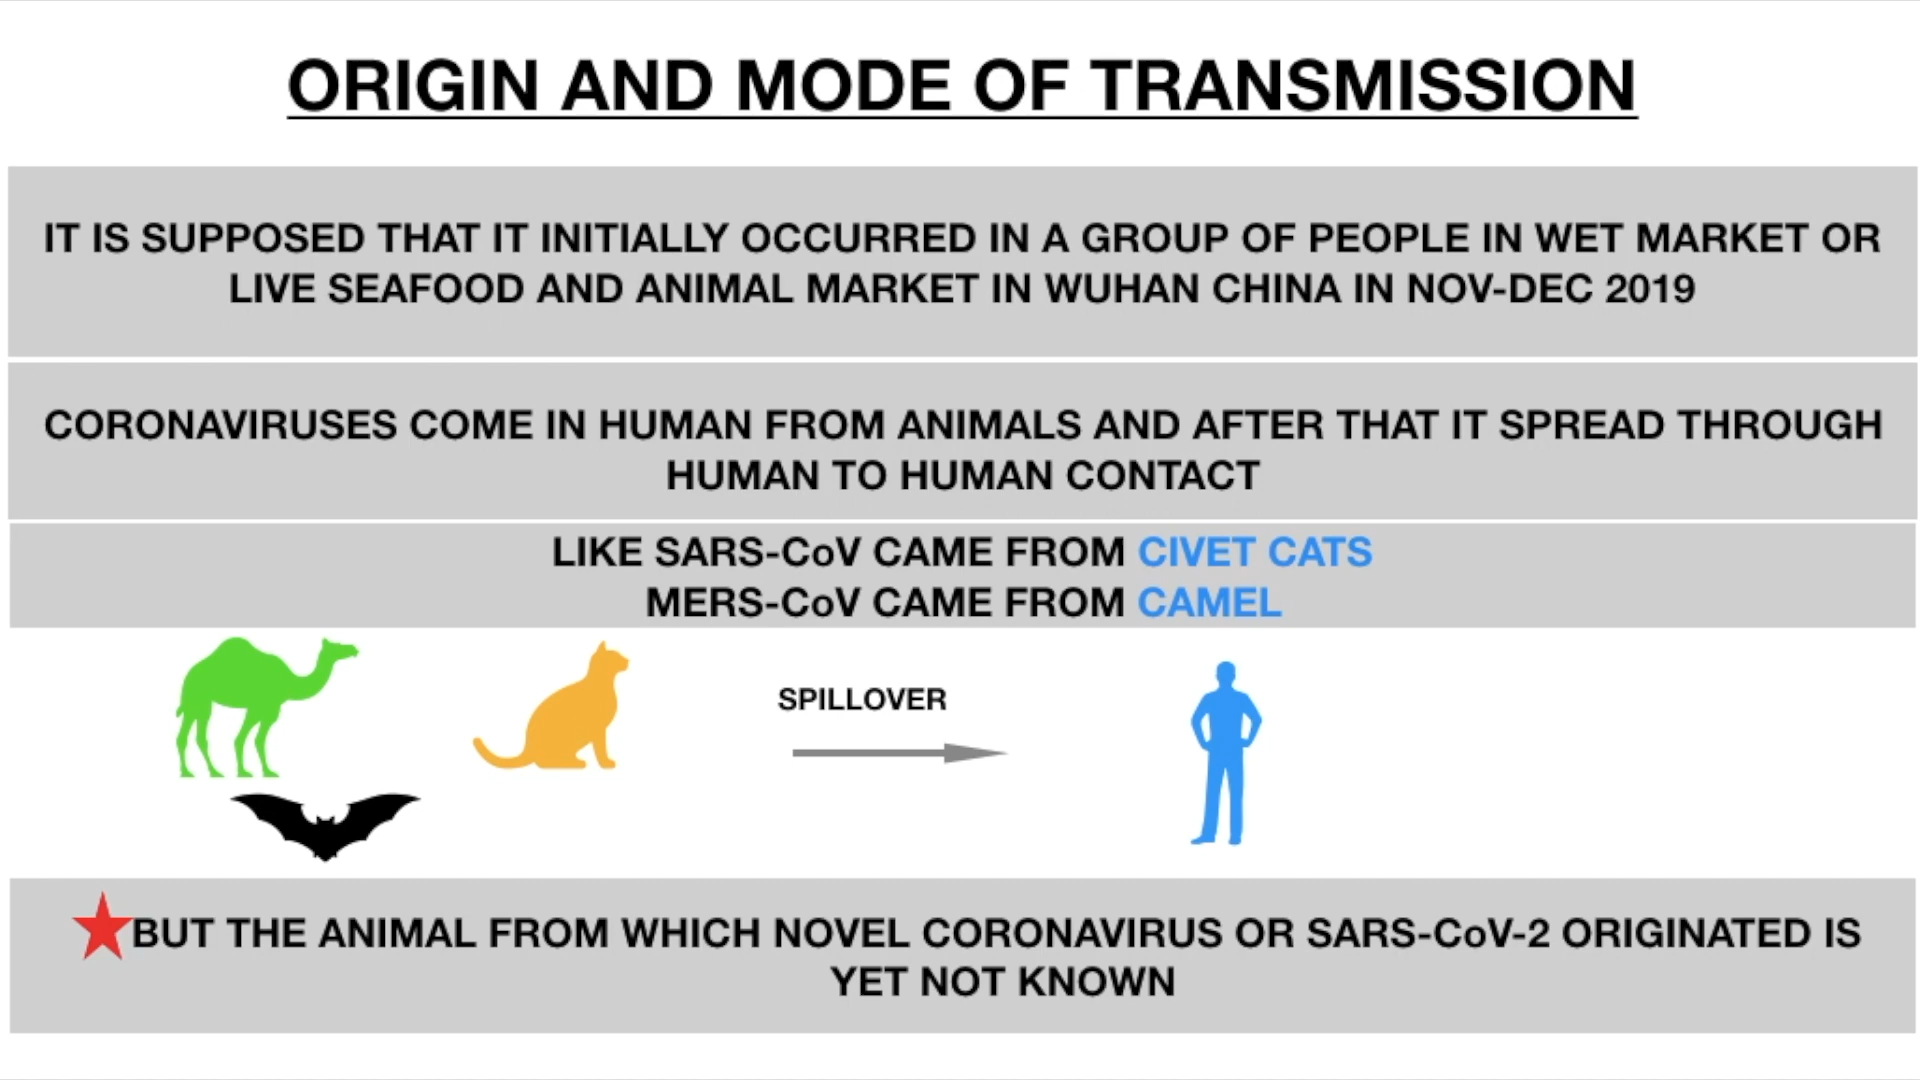 ORIGIN AND MODE OF TRANSMISSION
IT IS SUPPOSED THAT IT INITIALLY OCCURRED IN A GROUP OF PEOPLE IN WET MARKET OR
LIVE SEAFOOD AND ANIMAL MARKET IN WUHAN CHINA IN NOV-DEC 2019
CORONAVIRUSES COME IN HUMAN FROM ANIMALS AND AFTER THAT IT SPREAD THROUGH
HUMAN TO HUMAN CONTACT
LIKE SARS-CoV CAME FROM CIVET CATS
MERS-CoV CAME FROM CAMEL
SPILLOVER
BUT THE ANIMAL FROM WHICH NOVEL CORONAVIRUS OR SARS-CoV-2 ORIGINATED IS
YET NOT KNOWN